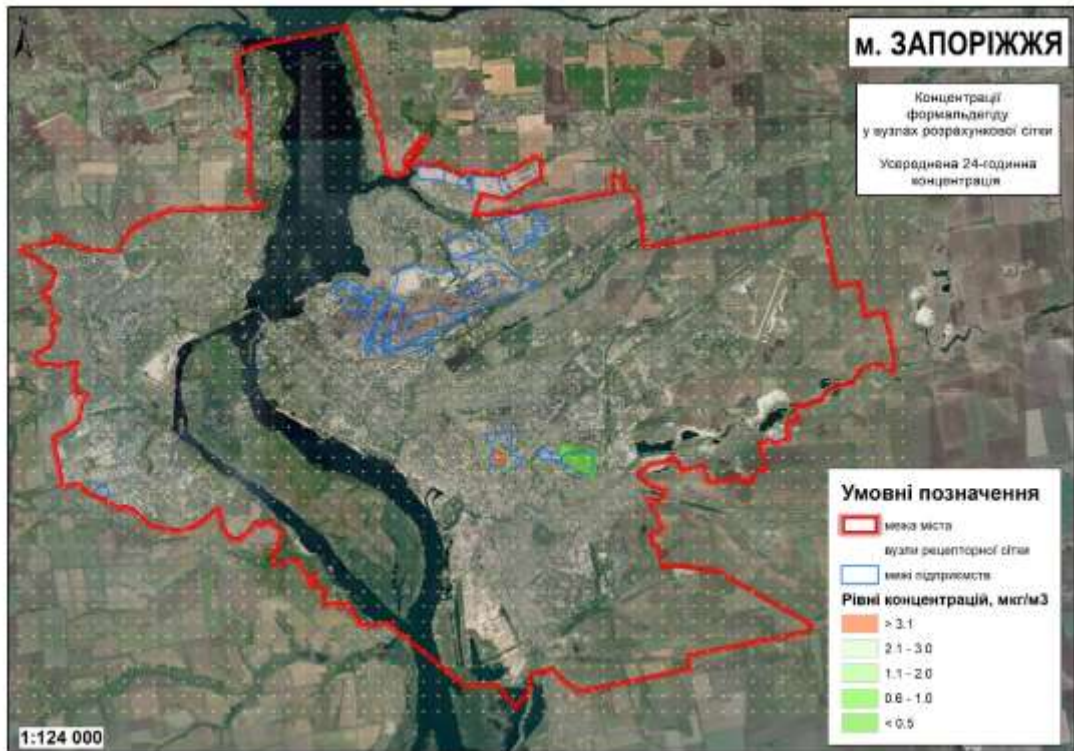 м. ЗАПОРІЖЖЯ
Концентрації
формальдегіду
у вузлах розрахункової сітки
Усереднена 24-годинна
концентрація
Умовні позначення
межа міста
вузли рецепторної сітки
межі підприємств
Рівні концентрацій, мкг/м3
> 3.1
2.1 - 3.0
1.1 - 2.0
0.6 - 1.0
< 0.5
1:124 000